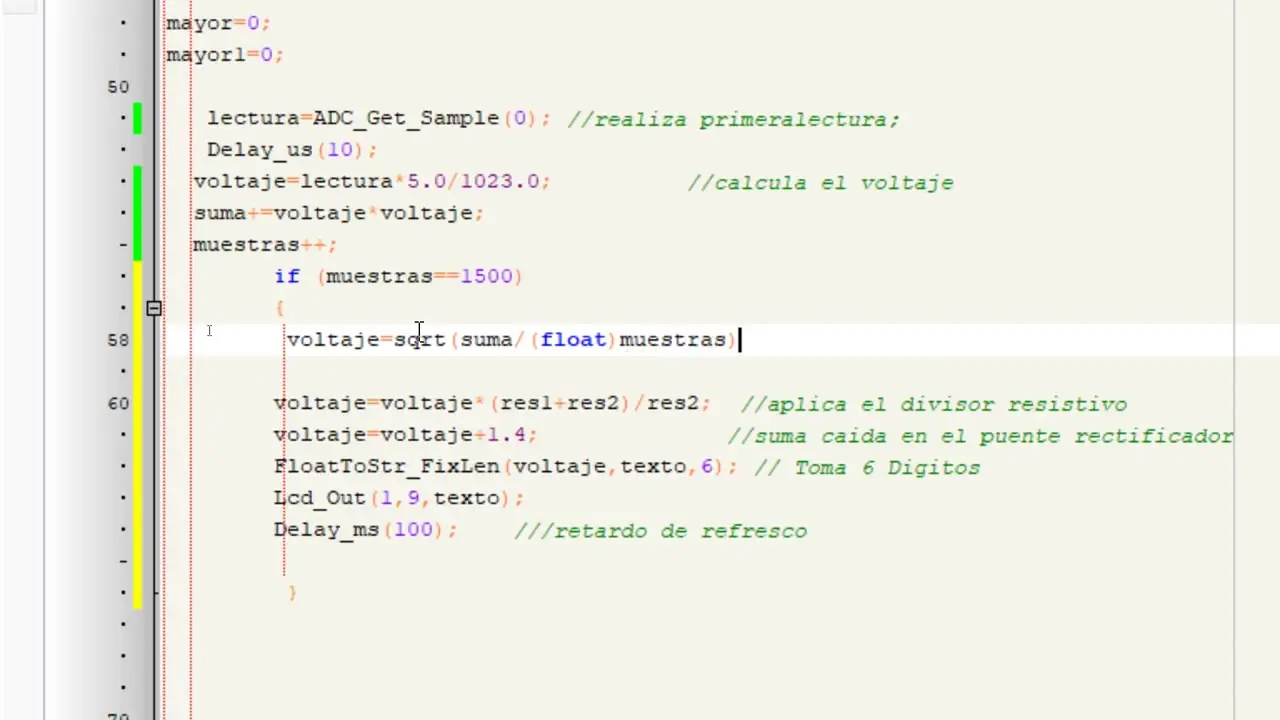 mayor=0;
mayor1=0;
50
lectura=ADC_Get_Sample(0); //realiza primeralectura;
Delay_us(10);
voltaje=lectura*5.0/1023.0; //calcula el voltaje
suma+=voltaje*voltaje;
muestras++;
if (muestras==1500)
{
58 voltaje=sqrt(suma/(float)muestras)
60 voltaje=voltaje*(res1+res2)/res2; //aplica el divisor resistivo
voltaje=voltaje+1.4; //suma caida en el puente rectificador
FloatToStr_FixLen(voltaje,texto,6); // Toma 6 Digitos
Lcd_Out(1,9,texto);
Delay_ms(100); ///retardo de refresco
}
70